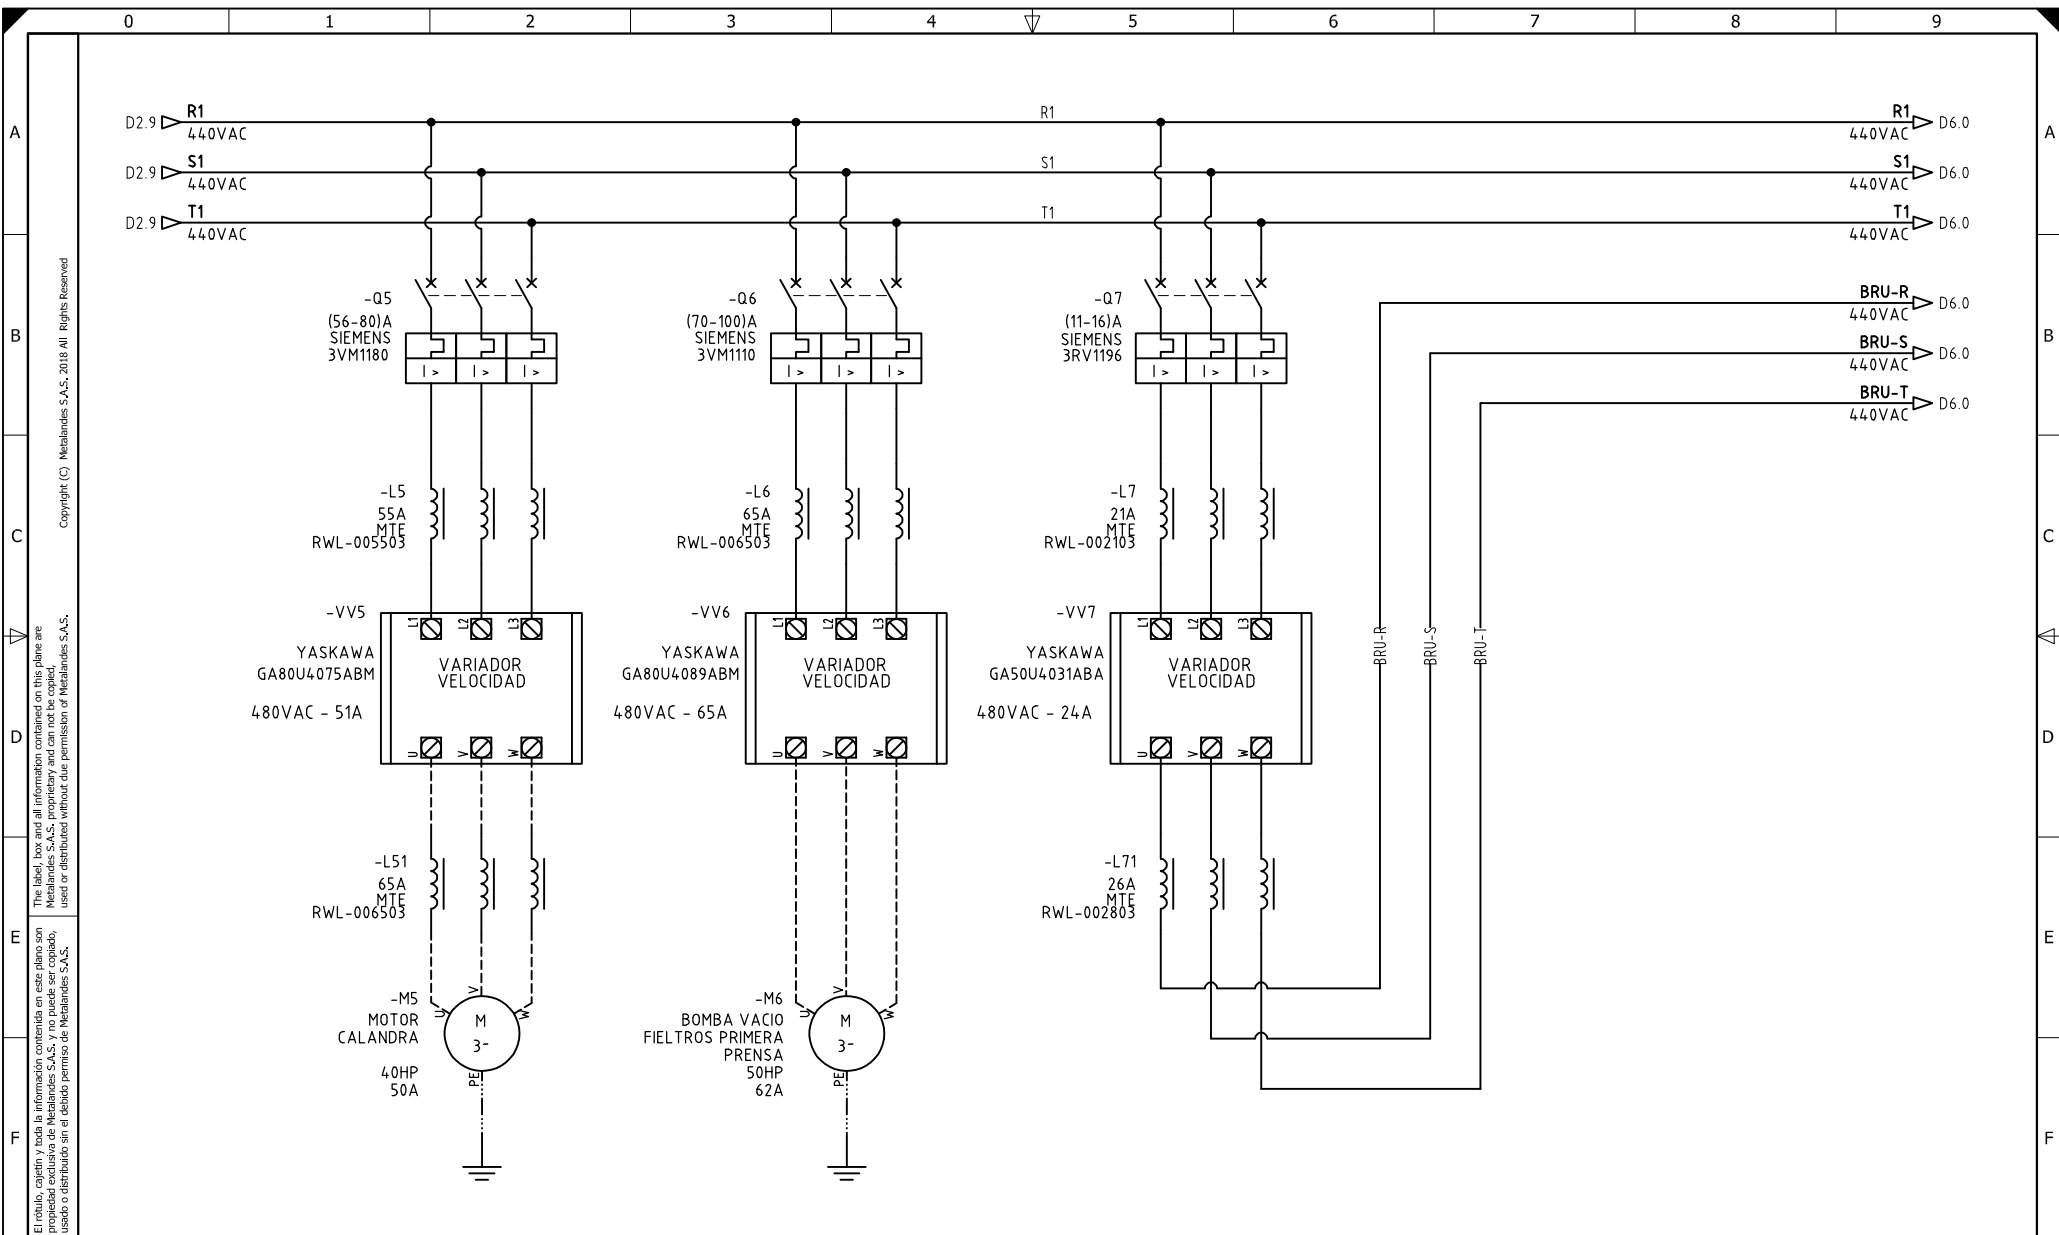 0 1 2 3 4 5 6 7 8 9
A A
B B
C C
D D
E E
F F
Copyright (C) Metalandes S.A.S. 2018 All Rights Reserved
The label, box and all information contained on this plane are
Metalandes S.A.S. proprietary and can not be copied,
used or distributed without due permission of Metalandes S.A.S.
El rótulo, cajetín y toda la información contenida en este plano son
propiedad exclusiva de Metalandes S.A.S. y no puede ser copiado,
usado o distribuido sin el debido permiso de Metalandes S.A.S.
D2.9 R1 440VAC
R1
R1 440VAC D6.0
D2.9 S1 440VAC
S1
S1 440VAC D6.0
D2.9 T1 440VAC
T1
T1 440VAC D6.0
BRU-R 440VAC D6.0
BRU-S 440VAC D6.0
BRU-T 440VAC D6.0
-Q5
(56-80)A
SIEMENS
3VM1180
I > I > I >
-Q6
(70-100)A
SIEMENS
3VM1110
I > I > I >
-Q7
(11-16)A
SIEMENS
3RV1196
I > I > I >
-L5
55A
MTE
RWL-005503
-L6
65A
MTE
RWL-006503
-L7
21A
MTE
RWL-002103
-VV5
L1 L2 L3
YASKAWA
GA80U4075ABM
480VAC - 51A
VARIADOR
VELOCIDAD
U V W
-VV6
L1 L2 L3
YASKAWA
GA80U4089ABM
480VAC - 65A
VARIADOR
VELOCIDAD
U V W
-VV7
L1 L2 L3
YASKAWA
GA50U4031ABA
480VAC - 24A
VARIADOR
VELOCIDAD
U V W
BRU-R
BRU-S
BRU-T
-L51
65A
MTE
RWL-006503
-L71
26A
MTE
RWL-002803
-M5
MOTOR
CALANDRA
40HP
50A
U V W
M
3~
PE
-M6
BOMBA VACIO
FIELTROS PRIMERA
PRENSA
50HP
62A
U V W
M
3~
PE